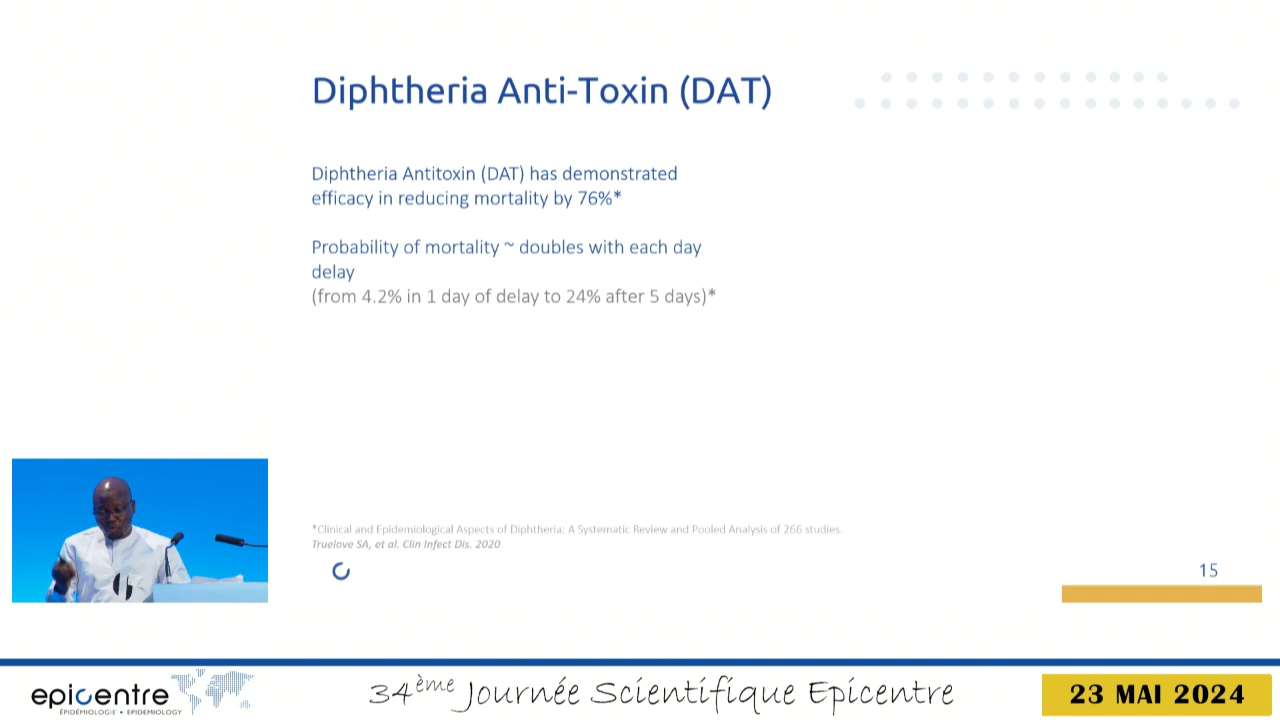 Diphtheria Anti-Toxin (DAT)
Diphtheria Antitoxin (DAT) has demonstrated
efficacy in reducing mortality by 76%*
Probability of mortality ~ doubles with each day
delay
(from 4.2% in 1 day of delay to 24% after 5 days)*
*Clinical and Epidemiological Aspects of Diphtheria: A Systematic Review and Pooled Analysis of 266 studies.
Truelove SA, et al. Clin Infect Dis. 2020
15
epicentre
ÉPIDÉMIOLOGIE • EPIDEMIOLOGY
34ème Journée Scientifique Epicentre
23 MAI 2024